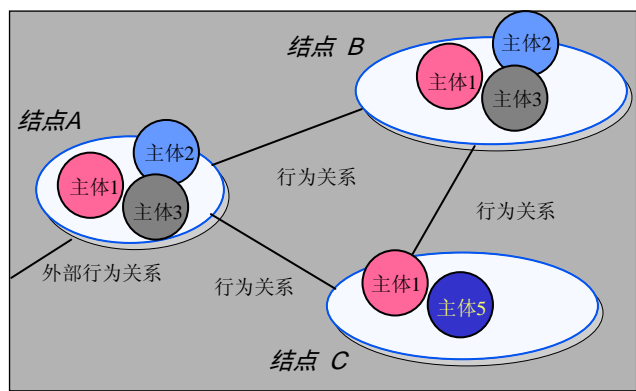 结点 B
主体2
主体1
主体3
结点A
主体2
主体1
主体3
行为关系
行为关系
外部行为关系
行为关系
主体1
主体5
结点 C